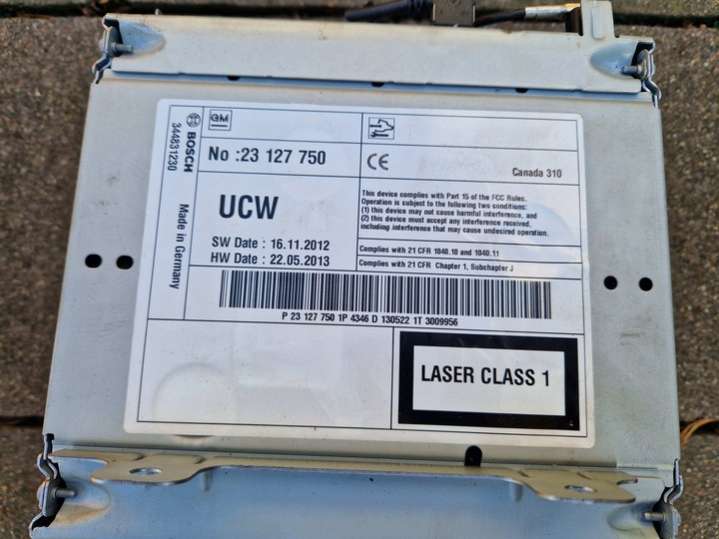 BOSCH
344831230
Made in Germany
GM
No :23 127 750
CE
Canada 310
UCW
SW Date : 16.11.2012
HW Date : 22.05.2013
This device complies with Part 15 of the FCC Rules.
Operation is subject to the following two conditions:
(1) this device may not cause harmful interference, and
(2) this device must accept any interference received,
including interference that may cause undesired operation.
Complies with 21 CFR 1040.10 and 1040.11
Complies with 21 CFR Chapter 1, Subchapter J
P 23 127 750 1P 4346 D 130522 1T 3009956
LASER CLASS 1